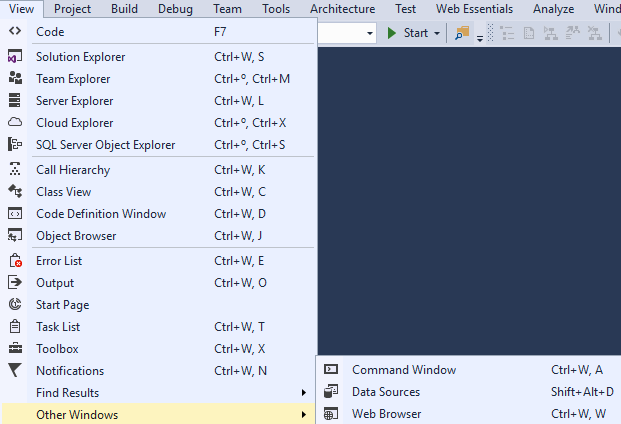 View Project Build Debug Team Tools Architecture Test Web Essentials Analyze Wind
Start
Code F7
Solution Explorer Ctrl+W, S
Team Explorer Ctrl+º, Ctrl+M
Server Explorer Ctrl+W, L
Cloud Explorer Ctrl+º, Ctrl+X
SQL Server Object Explorer Ctrl+º, Ctrl+S
Call Hierarchy Ctrl+W, K
Class View Ctrl+W, C
Code Definition Window Ctrl+W, D
Object Browser Ctrl+W, J
Error List Ctrl+W, E
Output Ctrl+W, O
Start Page
Task List Ctrl+W, T
Toolbox Ctrl+W, X
Notifications Ctrl+W, N
Find Results
Other Windows
Command Window Ctrl+W, A
Data Sources Shift+Alt+D
Web Browser Ctrl+W, W